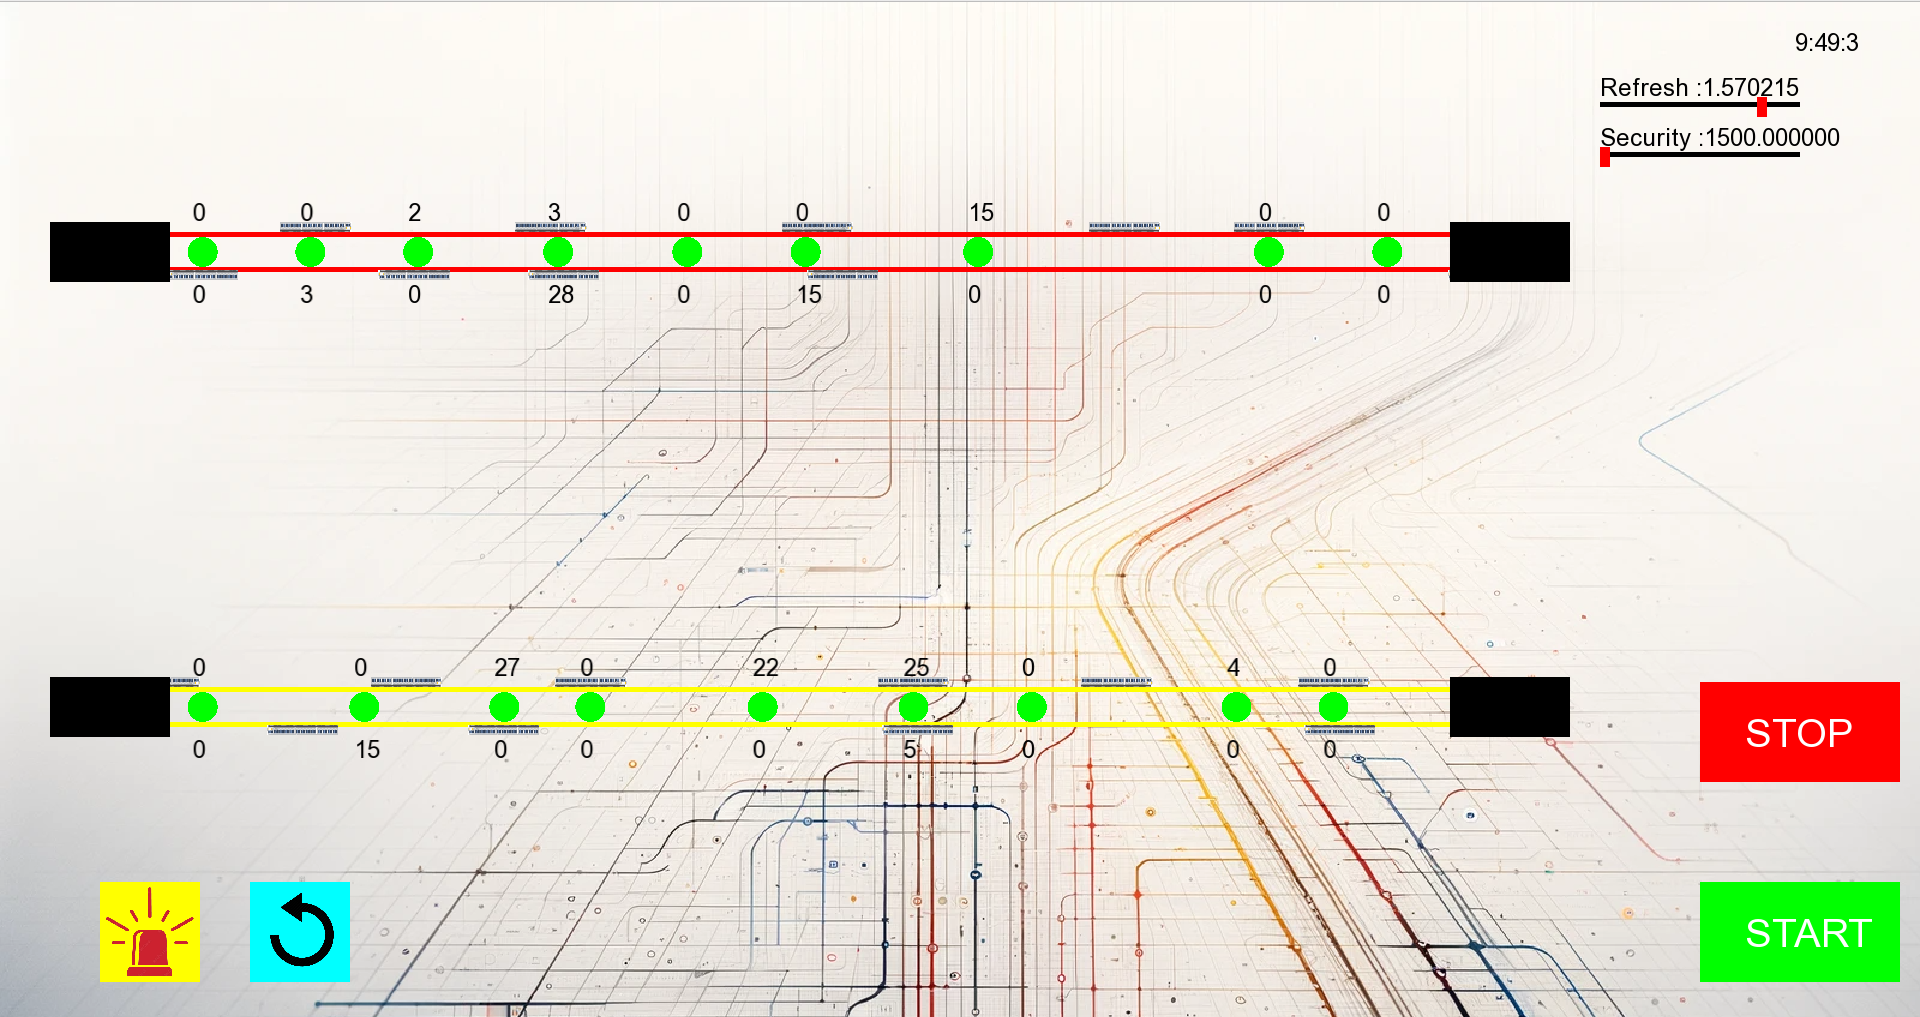 9:49:3
Refresh :1.570215
Security :1500.000000
0 0 2 3 0 0 15 0 0
0 3 0 28 0 15 0 0 0
0 0 27 0 22 25 0 4 0
0 15 0 0 0 5 0 0 0
STOP
START